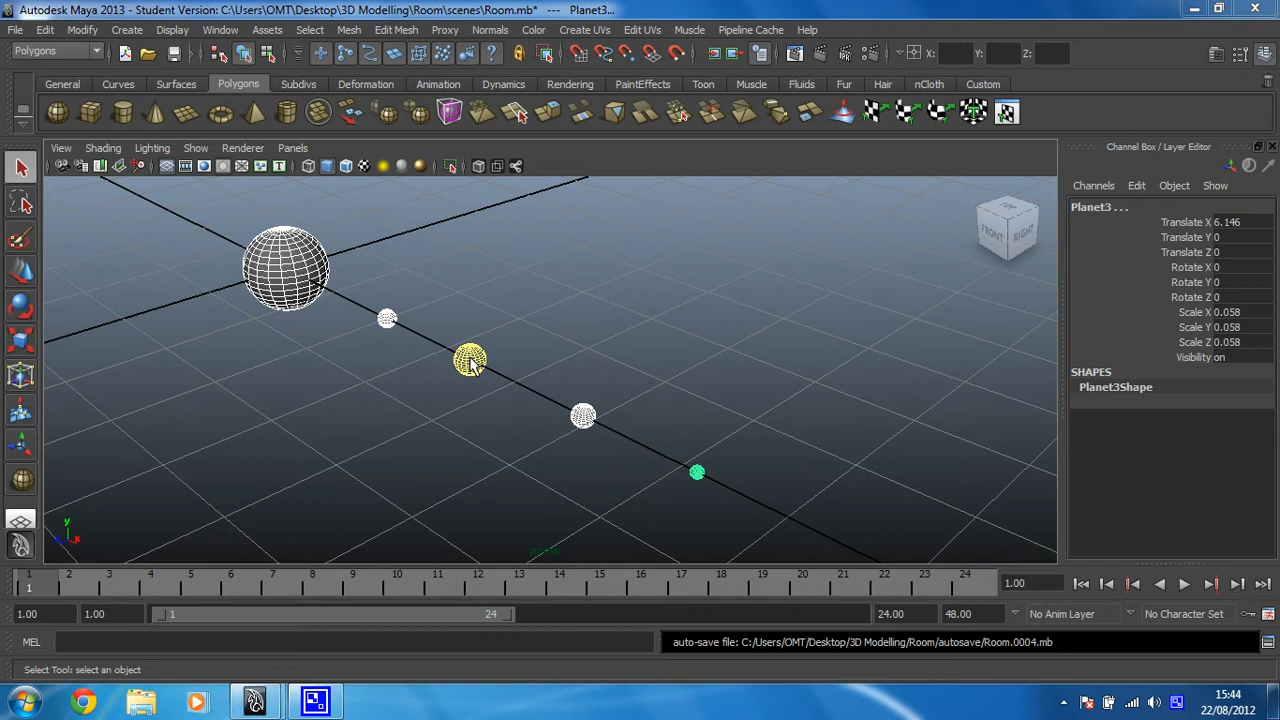 Autodesk Maya 2013 - Student Version: C:\Users\OMT\Desktop\3D Modelling\Room\scenes\Room.mb* --- Planet3...
File Edit Modify Create Display Window Assets Select Mesh Edit Mesh Proxy Normals Color Create UVs Edit UVs Muscle Pipeline Cache Help
Polygons X: Y: Z:
General Curves Surfaces Polygons Subdivs Deformation Animation Dynamics Rendering PaintEffects Toon Muscle Fluids Fur Hair nCloth Custom
View Shading Lighting Show Renderer Panels
Channel Box / Layer Editor
Channels Edit Object Show
Planet3 . . .
Translate X 6.146
Translate Y 0
Translate Z 0
Rotate X 0
Rotate Y 0
Rotate Z 0
Scale X 0.058
Scale Y 0.058
Scale Z 0.058
Visibility on
SHAPES
Planet3Shape
TOP
FRONT RIGHT
y
x
persp
1 2 3 4 5 6 7 8 9 10 11 12 13 14 15 16 17 18 19 20 21 22 23 24
1 1.00
1.00 1.00 1 24 24.00 48.00 No Anim Layer No Character Set
MEL auto-save file: C:/Users/OMT/Desktop/3D Modelling/Room/autosave/Room.0004.mb
Select Tool: select an object
15:44
22/08/2012